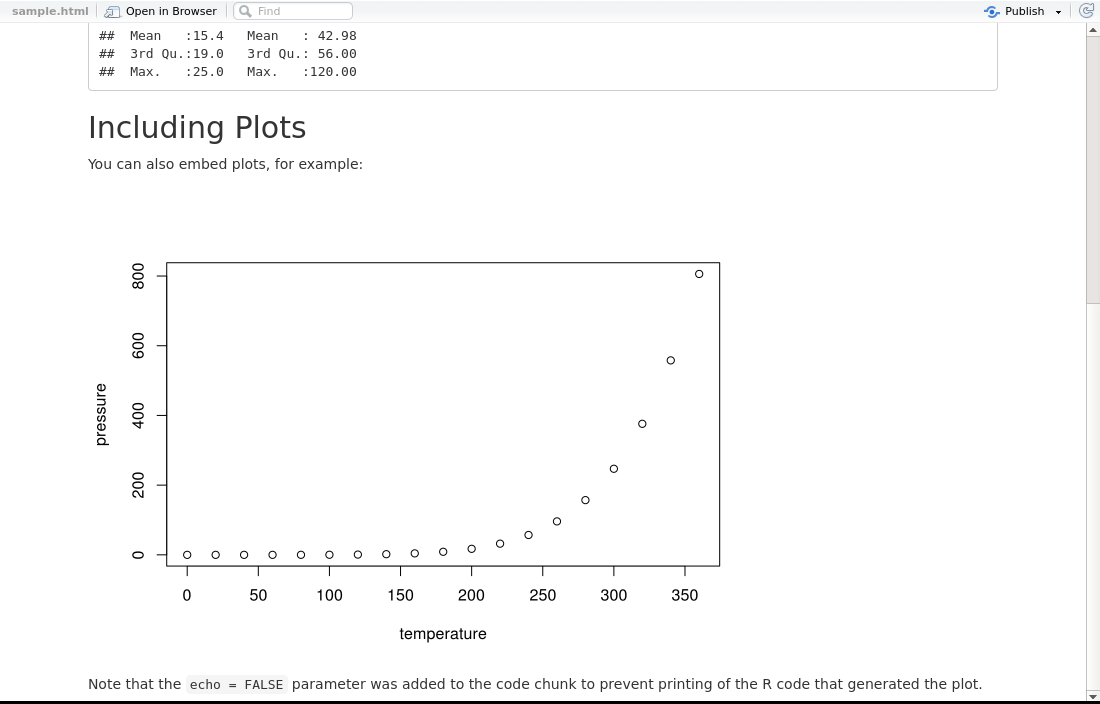 sample.html Open in Browser Find Publish
##  Mean   :15.4   Mean   : 42.98
##  3rd Qu.:19.0   3rd Qu.: 56.00
##  Max.   :25.0   Max.   :120.00
Including Plots
You can also embed plots, for example:
800
600
400
200
0
pressure
0 50 100 150 200 250 300 350
temperature
Note that the echo = FALSE parameter was added to the code chunk to prevent printing of the R code that generated the plot.